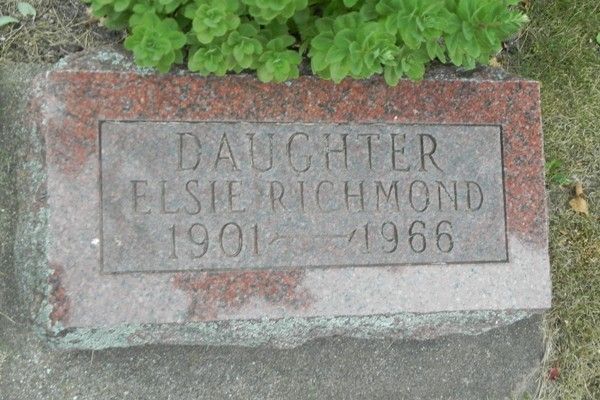 DAUGHTER
ELSIE RICHMOND
1901 — 1966